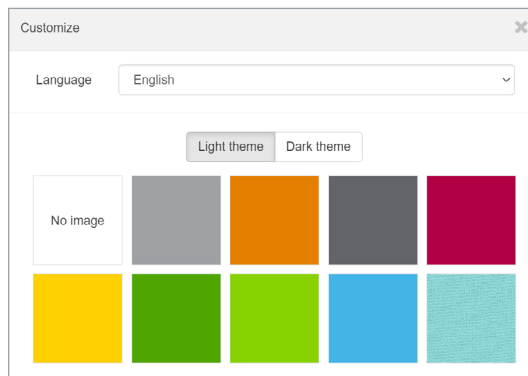 Customize
Language English
Light theme Dark theme
No image